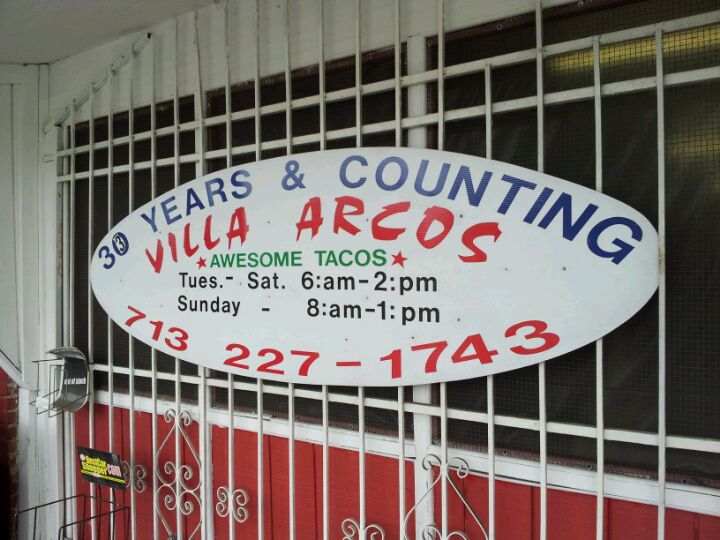 33 YEARS & COUNTING
VILLA ARCOS
AWESOME TACOS
Tues.- Sat. 6:am-2:pm
Sunday - 8:am-1:pm
713 227-1743